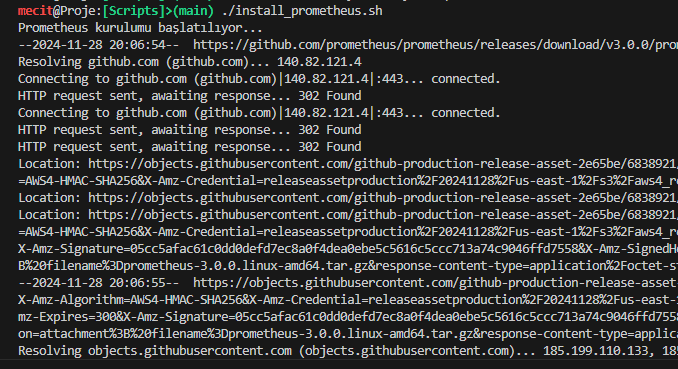 mecit@Proje:[Scripts]>(main) ./install_prometheus.sh
Prometheus kurulumu başlatılıyor...
--2024-11-28 20:06:54--  https://github.com/prometheus/prometheus/releases/download/v3.0.0/pro
Resolving github.com (github.com)... 140.82.121.4
Connecting to github.com (github.com)|140.82.121.4|:443... connected.
HTTP request sent, awaiting response... 302 Found
Connecting to github.com (github.com)|140.82.121.4|:443... connected.
HTTP request sent, awaiting response... 302 Found
HTTP request sent, awaiting response... 302 Found
Location: https://objects.githubusercontent.com/github-production-release-asset-2e65be/6838921/
=AWS4-HMAC-SHA256&X-Amz-Credential=releaseassetproduction%2F20241128%2Fus-east-1%2Fs3%2Faws4_r
Location: https://objects.githubusercontent.com/github-production-release-asset-2e65be/6838921/
Location: https://objects.githubusercontent.com/github-production-release-asset-2e65be/6838921/
=AWS4-HMAC-SHA256&X-Amz-Credential=releaseassetproduction%2F20241128%2Fus-east-1%2Fs3%2Faws4_r
X-Amz-Signature=05cc5afac61c0dd0defd7ec8a0f4dea0ebe5c5616c5ccc713a74c9046ffd7558&X-Amz-SignedH
B%20filename%3Dprometheus-3.0.0.linux-amd64.tar.gz&response-content-type=application%2Foctet-s
--2024-11-28 20:06:55--  https://objects.githubusercontent.com/github-production-release-asset-
X-Amz-Algorithm=AWS4-HMAC-SHA256&X-Amz-Credential=releaseassetproduction%2F20241128%2Fus-east-
mz-Expires=300&X-Amz-Signature=05cc5afac61c0dd0defd7ec8a0f4dea0ebe5c5616c5ccc713a74c9046ffd755
on=attachment%3B%20filename%3Dprometheus-3.0.0.linux-amd64.tar.gz&response-content-type=applic
Resolving objects.githubusercontent.com (objects.githubusercontent.com)... 185.199.110.133, 18